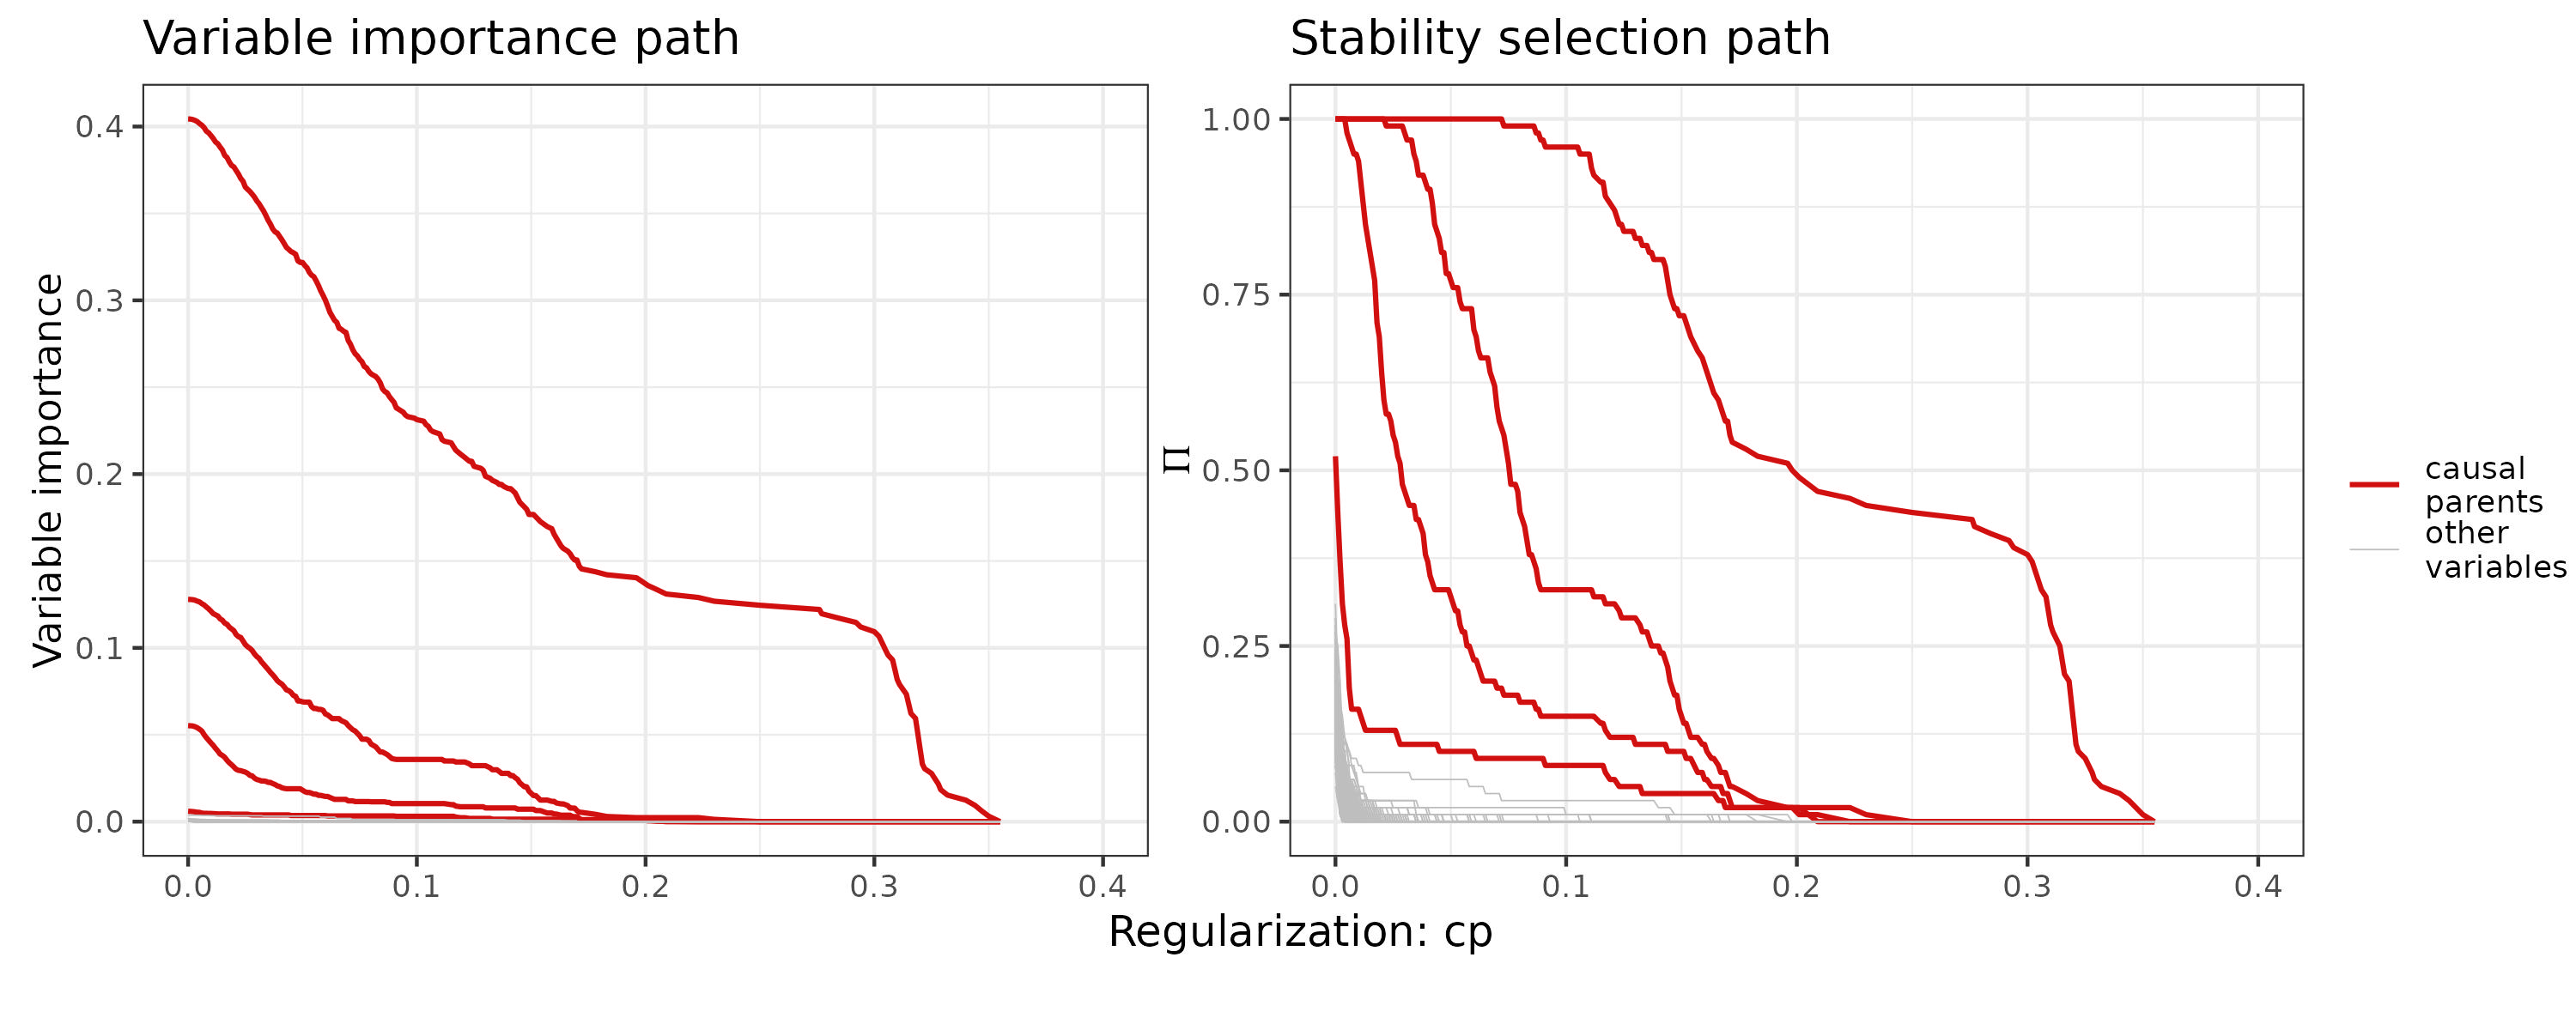 Variable importance path
Stability selection path
Variable importance
0.4
0.3
0.2
0.1
0.0
0.0 0.1 0.2 0.3 0.4
Π
1.00
0.75
0.50
0.25
0.00
0.0 0.1 0.2 0.3 0.4
Regularization: cp
causal
parents
other
variables